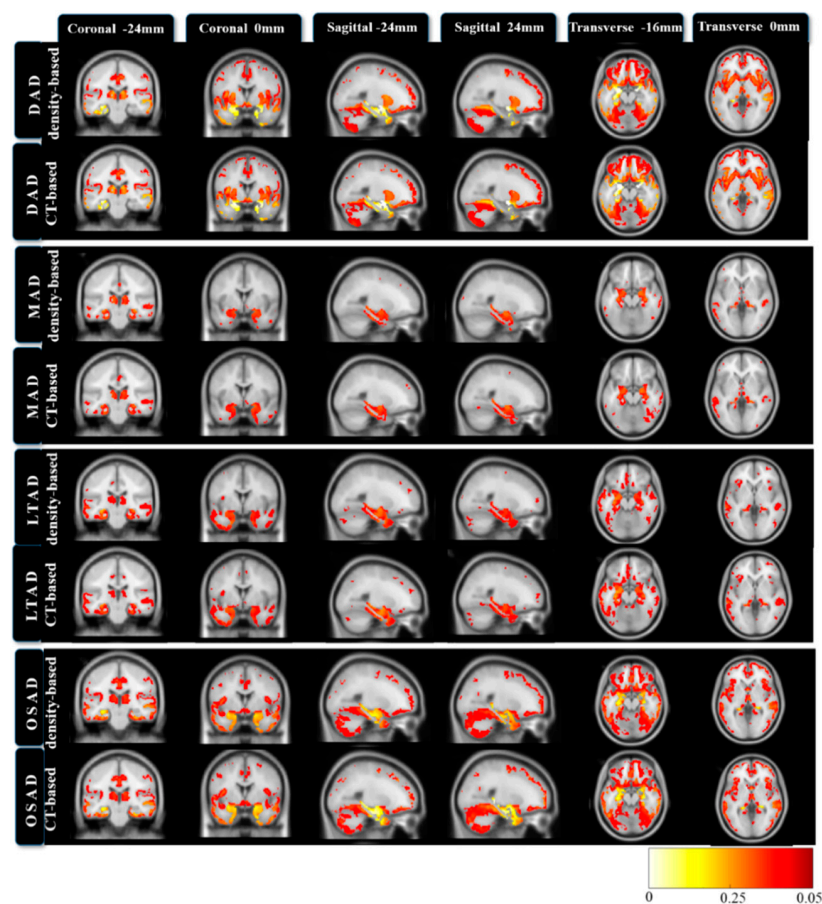 Coronal -24mm
Coronal 0mm
Sagittal -24mm
Sagittal 24mm
Transverse -16mm
Transverse 0mm
DAD
density-based
DAD
CT-based
MAD
density-based
MAD
CT-based
LTAD
density-based
LTAD
CT-based
OSAD
density-based
OSAD
CT-based
0
0.25
0.05